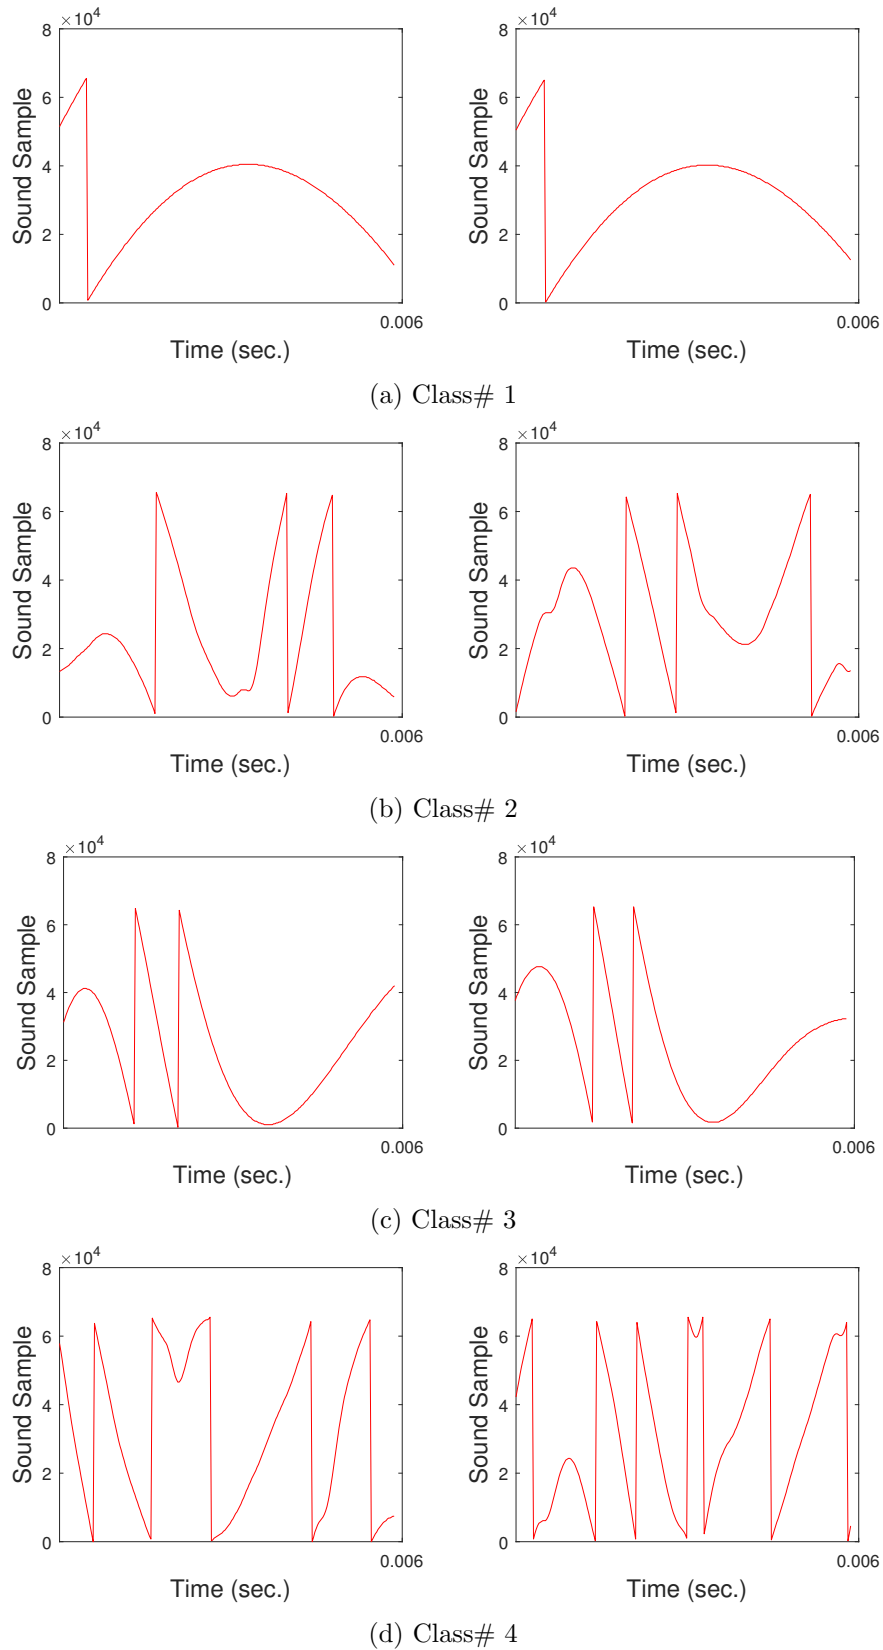 ×10⁴ ×10⁴
8 8
6 6
4 4
2 2
0 0
Sound Sample Sound Sample
0.006 0.006
Time (sec.) Time (sec.)
(a) Class# 1
×10⁴ ×10⁴
8 8
6 6
4 4
2 2
0 0
Sound Sample Sound Sample
0.006 0.006
Time (sec.) Time (sec.)
(b) Class# 2
×10⁴ ×10⁴
8 8
6 6
4 4
2 2
0 0
Sound Sample Sound Sample
0.006 0.006
Time (sec.) Time (sec.)
(c) Class# 3
×10⁴ ×10⁴
8 8
6 6
4 4
2 2
0 0
Sound Sample Sound Sample
0.006 0.006
Time (sec.) Time (sec.)
(d) Class# 4